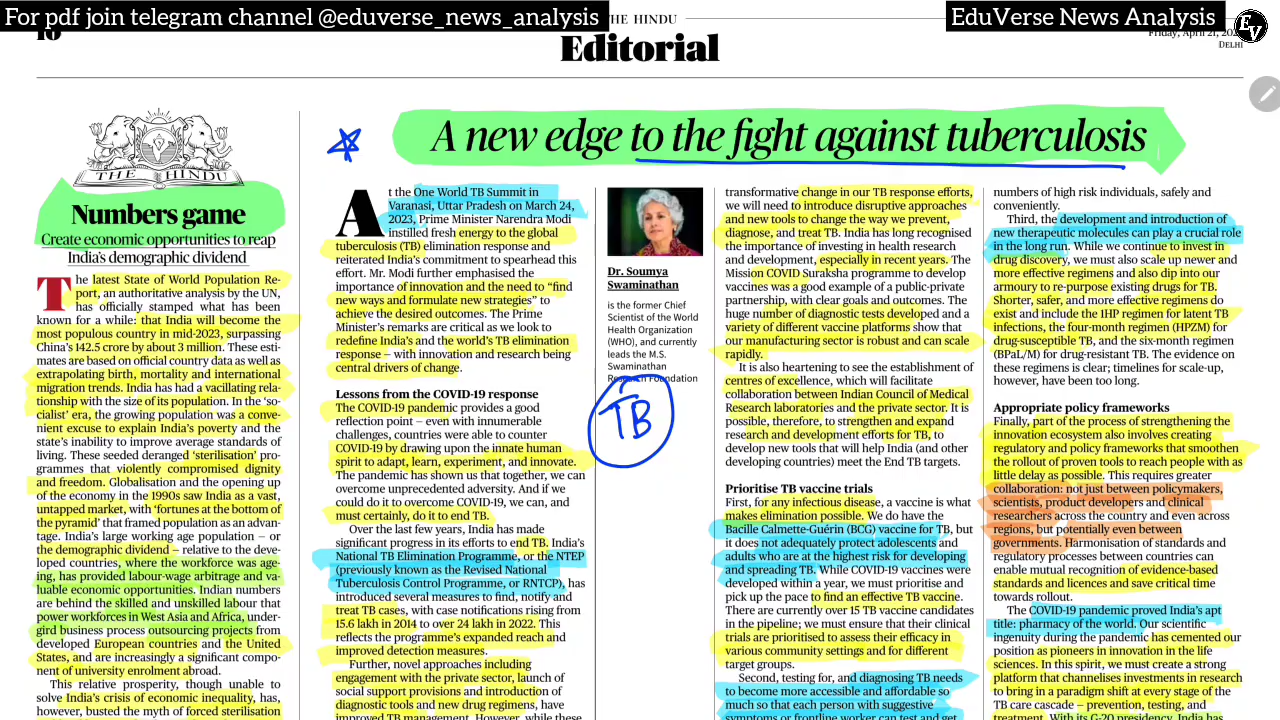 For pdf join telegram channel @eduverse_news_analysis
EduVerse News Analysis
EV
THE HINDU
Editorial
Friday, April 21,
DELHI
THE HINDU
Numbers game
Create economic opportunities to reap
India's demographic dividend
The latest State of World Population Re-
port, an authoritative analysis by the UN,
has officially stamped what has been
known for a while: that India will become the
most populous country in mid-2023, surpassing
China's 142.5 crore by about 3 million. These esti-
mates are based on official country data as well as
extrapolating birth, mortality and international
migration trends. India has had a vacillating rela-
tionship with the size of its population. In the 'so-
cialist' era, the growing population was a conve-
nient excuse to explain India's poverty and the
state's inability to improve average standards of
living. These seeded deranged 'sterilisation' pro-
grammes that violently compromised dignity
and freedom. Globalisation and the opening up
of the economy in the 1990s saw India as a vast,
untapped market, with 'fortunes at the bottom of
the pyramid' that framed population as an advan-
tage. India's large working age population – or
the demographic dividend – relative to the deve-
loped countries, where the workforce was age-
ing, has provided labour-wage arbitrage and va-
luable economic opportunities. Indian numbers
are behind the skilled and unskilled labour that
power workforces in West Asia and Africa, under-
gird business process outsourcing projects from
developed European countries and the United
States, and are increasingly a significant compo-
nent of university enrolment abroad.
This relative prosperity, though unable to
solve India's crisis of economic inequality, has,
however, busted the myth of forced sterilisation
A new edge to the fight against tuberculosis
At the One World TB Summit in
Varanasi, Uttar Pradesh on March 24,
2023, Prime Minister Narendra Modi
instilled fresh energy to the global
tuberculosis (TB) elimination response and
reiterated India's commitment to spearhead this
effort. Mr. Modi further emphasised the
importance of innovation and the need to "find
new ways and formulate new strategies" to
achieve the desired outcomes. The Prime
Minister's remarks are critical as we look to
redefine India's and the world's TB elimination
response – with innovation and research being
central drivers of change.
Lessons from the COVID-19 response
The COVID-19 pandemic provides a good
reflection point – even with innumerable
challenges, countries were able to counter
COVID-19 by drawing upon the innate human
spirit to adapt, learn, experiment, and innovate.
The pandemic has shown us that together, we can
overcome unprecedented adversity. And if we
could do it to overcome COVID-19, we can, and
must certainly, do it to end TB.
Over the last few years, India has made
significant progress in its efforts to end TB. India's
National TB Elimination Programme, or the NTEP
(previously known as the Revised National
Tuberculosis Control Programme, or RNTCP), has
introduced several measures to find, notify and
treat TB cases, with case notifications rising from
15.6 lakh in 2014 to over 24 lakh in 2022. This
reflects the programme's expanded reach and
improved detection measures.
Further, novel approaches including
engagement with the private sector, launch of
social support provisions and introduction of
diagnostic tools and new drug regimens, have
improved TB management. However, while these
Dr. Soumya
Swaminathan
is the former Chief
Scientist of the World
Health Organization
(WHO), and currently
leads the M.S.
Swaminathan
Research Foundation
TB
transformative change in our TB response efforts,
we will need to introduce disruptive approaches
and new tools to change the way we prevent,
diagnose, and treat TB. India has long recognised
the importance of investing in health research
and development, especially in recent years. The
Mission COVID Suraksha programme to develop
vaccines was a good example of a public-private
partnership, with clear goals and outcomes. The
huge number of diagnostic tests developed and a
variety of different vaccine platforms show that
our manufacturing sector is robust and can scale
rapidly.
It is also heartening to see the establishment of
centres of excellence, which will facilitate
collaboration between Indian Council of Medical
Research laboratories and the private sector. It is
possible, therefore, to strengthen and expand
research and development efforts for TB, to
develop new tools that will help India (and other
developing countries) meet the End TB targets.
Prioritise TB vaccine trials
First, for any infectious disease, a vaccine is what
makes elimination possible. We do have the
Bacille Calmette-Guérin (BCG) vaccine for TB, but
it does not adequately protect adolescents and
adults who are at the highest risk for developing
and spreading TB. While COVID-19 vaccines were
developed within a year, we must prioritise and
pick up the pace to find an effective TB vaccine.
There are currently over 15 TB vaccine candidates
in the pipeline; we must ensure that their clinical
trials are prioritised to assess their efficacy in
various community settings and for different
target groups.
Second, testing for, and diagnosing TB needs
to become more accessible and affordable so
much so that each person with suggestive
symptoms or frontline worker can test and get
numbers of high risk individuals, safely and
conveniently.
Third, the development and introduction of
new therapeutic molecules can play a crucial role
in the long run. While we continue to invest in
drug discovery, we must also scale up newer and
more effective regimens and also dip into our
armoury to re-purpose existing drugs for TB.
Shorter, safer, and more effective regimens do
exist and include the 1HP regimen for latent TB
infections, the four-month regimen (HPZM) for
drug-susceptible TB, and the six-month regimen
(BPaL/M) for drug-resistant TB. The evidence on
these regimens is clear; timelines for scale-up,
however, have been too long.
Appropriate policy frameworks
Finally, part of the process of strengthening the
innovation ecosystem also involves creating
regulatory and policy frameworks that smoothen
the rollout of proven tools to reach people with as
little delay as possible. This requires greater
collaboration: not just between policymakers,
scientists, product developers and clinical
researchers across the country and even across
regions, but potentially even between
governments. Harmonisation of standards and
regulatory processes between countries can
enable mutual recognition of evidence-based
standards and licences and save critical time
towards rollout.
The COVID-19 pandemic proved India's apt
title: pharmacy of the world. Our scientific
ingenuity during the pandemic has cemented our
position as pioneers in innovation in the life
sciences. In this spirit, we must create a strong
platform that channelises investments in research
to bring in a paradigm shift at every stage of the
TB care cascade – prevention, testing, and
treatment. With its G-20 presidency, India has